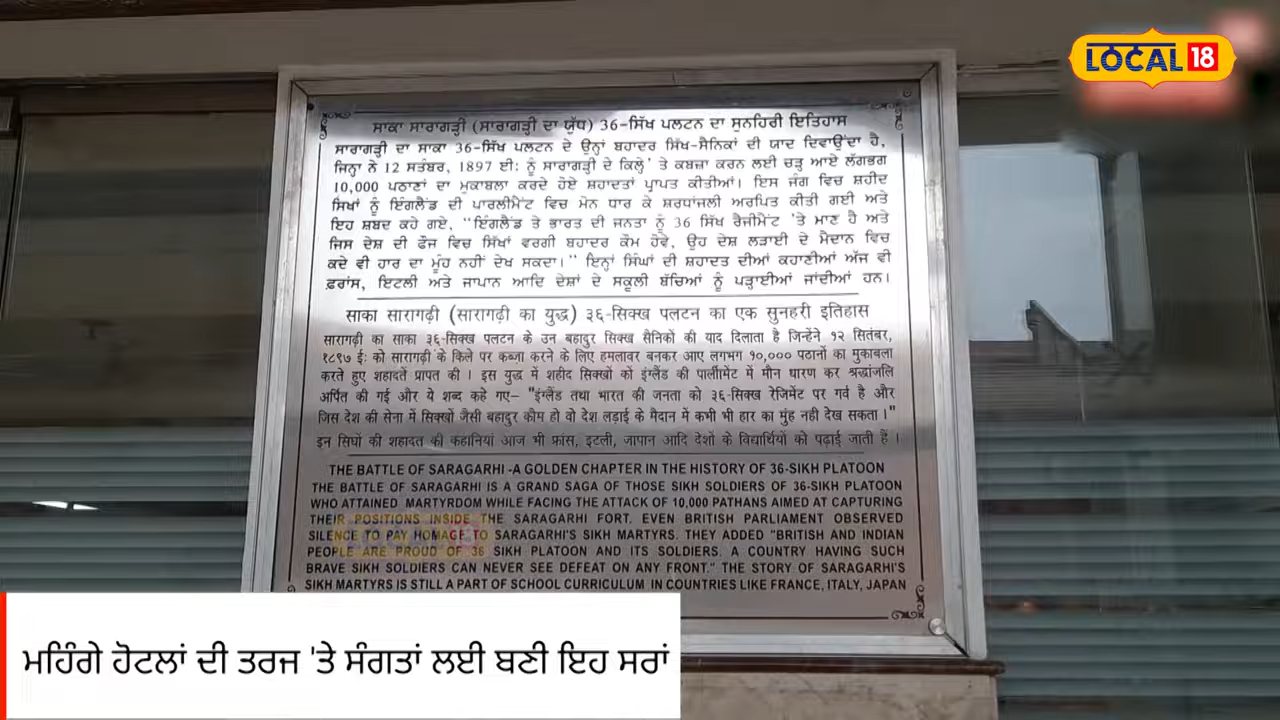 LOCAL 18
ਸਾਕਾ ਸਾਰਾਗੜੀ (ਸਾਰਾਗੜੀ ਦਾ ਯੁੱਧ) 36-ਸਿੱਖ ਪਲਟਨ ਦਾ ਸੁਨਹਿਰੀ ਇਤਿਹਾਸ
ਸਾਰਾਗੜੀ ਦਾ ਸਾਕਾ 36-ਸਿੱਖ ਪਲਟਨ ਦੇ ਉਨ੍ਹਾਂ ਬਹਾਦਰ ਸਿੱਖ-ਸੈਨਿਕਾਂ ਦੀ ਯਾਦ ਦਿਵਾਉਂਦਾ ਹੈ,
ਜਿਨ੍ਹਾ ਨੇ 12 ਸਤੰਬਰ, 1897 ਈ: ਨੂੰ ਸਾਰਾਗੜੀ ਦੇ ਕਿਲ੍ਹੇ' ਤੇ ਕਬਜ਼ਾ ਕਰਨ ਲਈ ਚੜ੍ਹ ਆਏ ਲੱਗਭਗ
10,000 ਪਠਾਣਾਂ ਦਾ ਮੁਕਾਬਲਾ ਕਰਦੇ ਹੋਏ ਸ਼ਹਾਦਤਾਂ ਪ੍ਰਾਪਤ ਕੀਤੀਆਂ। ਇਸ ਜੰਗ ਵਿਚ ਸ਼ਹੀਦ
ਸਿਖਾਂ ਨੂੰ ਇੰਗਲੈਂਡ ਦੀ ਪਾਰਲੀਮੈਂਟ ਵਿਚ ਮੋਨ ਧਾਰ ਕੇ ਸ਼ਰਧਾਂਜਲੀ ਅਰਪਿਤ ਕੀਤੀ ਗਈ ਅਤੇ
ਇਹ ਸ਼ਬਦ ਕਹੇ ਗਏ, "ਇੰਗਲੈਂਡ ਤੇ ਭਾਰਤ ਦੀ ਜਨਤਾ ਨੂੰ 36 ਸਿੱਖ ਰੈਜੀਮੈਂਟ 'ਤੇ ਮਾਣ ਹੈ ਅਤੇ
ਜਿਸ ਦੇਸ਼ ਦੀ ਫੌਜ ਵਿਚ ਸਿੱਖਾਂ ਵਰਗੀ ਬਹਾਦਰ ਕੌਮ ਹੋਵੇ, ਉਹ ਦੇਸ਼ ਲੜਾਈ ਦੇ ਮੈਦਾਨ ਵਿਚ
ਕਦੇ ਵੀ ਹਾਰ ਦਾ ਮੂੰਹ ਨਹੀਂ ਦੇਖ ਸਕਦਾ।" ਇਨ੍ਹਾਂ ਸਿੰਘਾਂ ਦੀ ਸ਼ਹਾਦਤ ਦੀਆਂ ਕਹਾਣੀਆਂ ਅੱਜ ਵੀ
ਫ਼ਰਾਂਸ, ਇਟਲੀ ਅਤੇ ਜਾਪਾਨ ਆਦਿ ਦੇਸ਼ਾਂ ਦੇ ਸਕੂਲੀ ਬੱਚਿਆਂ ਨੂੰ ਪੜ੍ਹਾਈਆਂ ਜਾਂਦੀਆਂ ਹਨ।
साका सारागढ़ी (सारागढ़ी का युद्ध) ३६-सिक्ख पलटन का एक सुनहरी इतिहास
सारागढ़ी का साका ३६-सिक्ख पलटन के उन बहादुर सिक्ख सैनिकों की याद दिलाता है जिन्होंने १२ सितंबर,
१८९७ ई: को सारागढ़ी के किले पर कब्ज़ा करने के लिए हमलावर बनकर आए लगभग १०,००० पठानों का मुकाबला
करते हुए शहादतें प्रापत की । इस युद्ध में शहीद सिक्खों को इंग्लैंड की पार्लीमेंट में मौन धारण कर श्रद्धांजलि
अर्पित की गई और ये शब्द कहे गए- "इंग्लैंड तथा भारत की जनता को ३६-सिक्ख रेजिमेंट पर गर्व है और
जिस देश की सेना में सिक्खों जैसी बहादुर कौम हो वो देश लड़ाई के मैदान में कभी भी हार का मुंह नही देख सकता ।"
इन सिघों की शहादत की कहानियां आज भी फ्रांस, इटली, जापान आदि देशों के विद्यार्थियों को पढ़ाई जाती हैं ।
THE BATTLE OF SARAGARHI -A GOLDEN CHAPTER IN THE HISTORY OF 36-SIKH PLATOON
THE BATTLE OF SARAGARHI IS A GRAND SAGA OF THOSE SIKH SOLDIERS OF 36-SIKH PLATOON
WHO ATTAINED MARTYRDOM WHILE FACING THE ATTACK OF 10,000 PATHANS AIMED AT CAPTURING
THEIR POSITIONS INSIDE THE SARAGARHI FORT. EVEN BRITISH PARLIAMENT OBSERVED
SILENCE TO PAY HOMAGE TO SARAGARHI'S SIKH MARTYRS. THEY ADDED "BRITISH AND INDIAN
PEOPLE ARE PROUD OF 36 SIKH PLATOON AND ITS SOLDIERS. A COUNTRY HAVING SUCH
BRAVE SIKH SOLDIERS CAN NEVER SEE DEFEAT ON ANY FRONT." THE STORY OF SARAGARHI'S
SIKH MARTYRS IS STILL A PART OF SCHOOL CURRICULUM IN COUNTRIES LIKE FRANCE, ITALY, JAPAN
LOCAL 18
ਮਹਿੰਗੇ ਹੋਟਲਾਂ ਦੀ ਤਰਜ 'ਤੇ ਸੰਗਤਾਂ ਲਈ ਬਣੀ ਇਹ ਸਰਾਂ